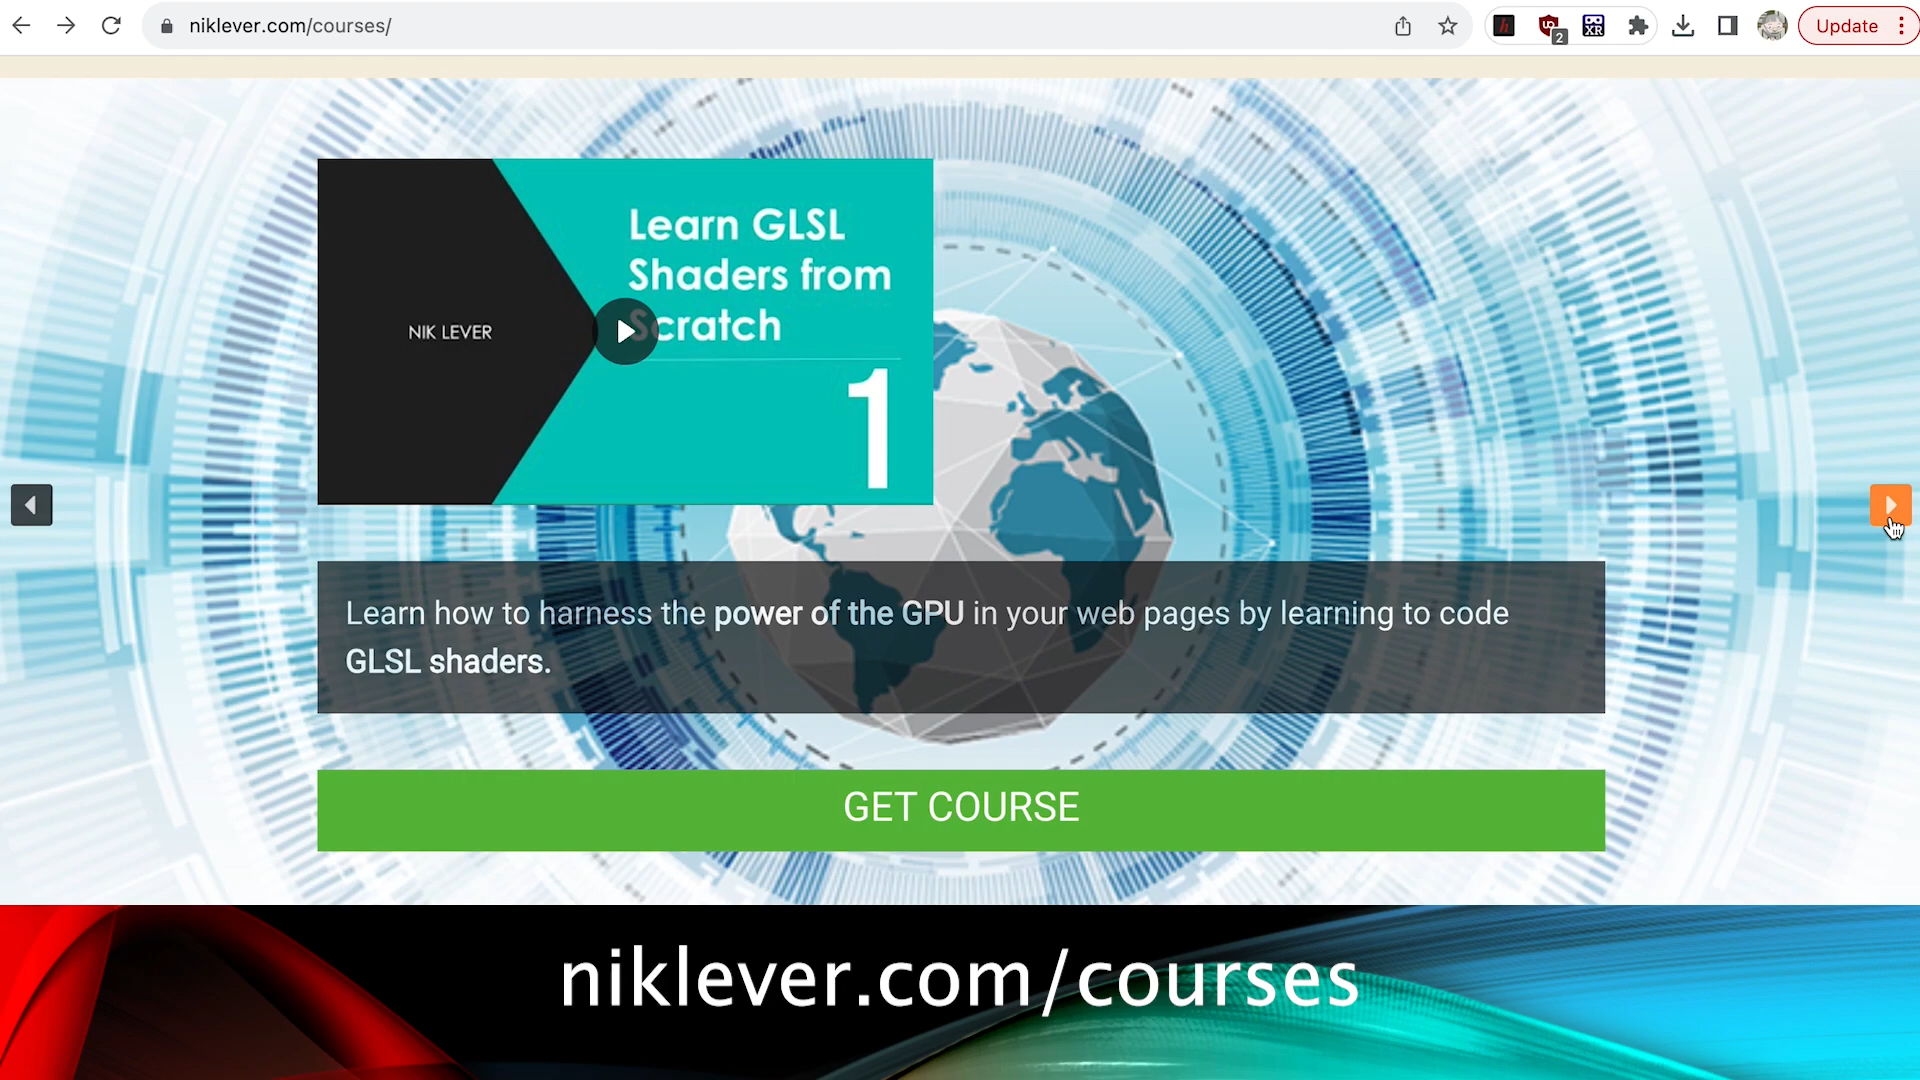 niklever.com/courses/
2
Update
Learn GLSL
Shaders from
Scratch
NIK LEVER
1
Learn how to harness the power of the GPU in your web pages by learning to code
GLSL shaders.
GET COURSE
niklever.com/courses